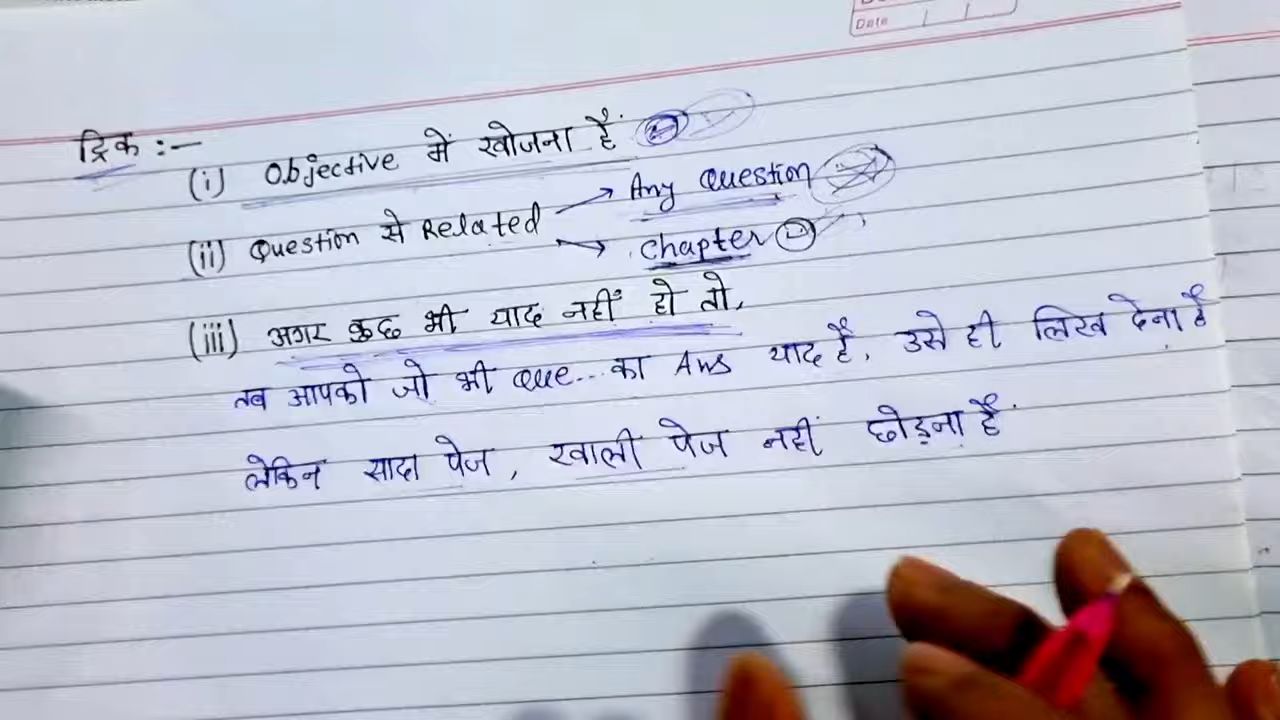 Date
ट्रिक :—
(i) Objective में खोजना है
(ii) Question से Related → Any Question
→ Chapter
(iii) अगर कुछ भी याद नहीं हो तो,
तब आपको जो भी Que... का Ans याद है, उसे ही लिख देना है
लेकिन सादा पेज, खाली पेज नहीं छोड़ना है.